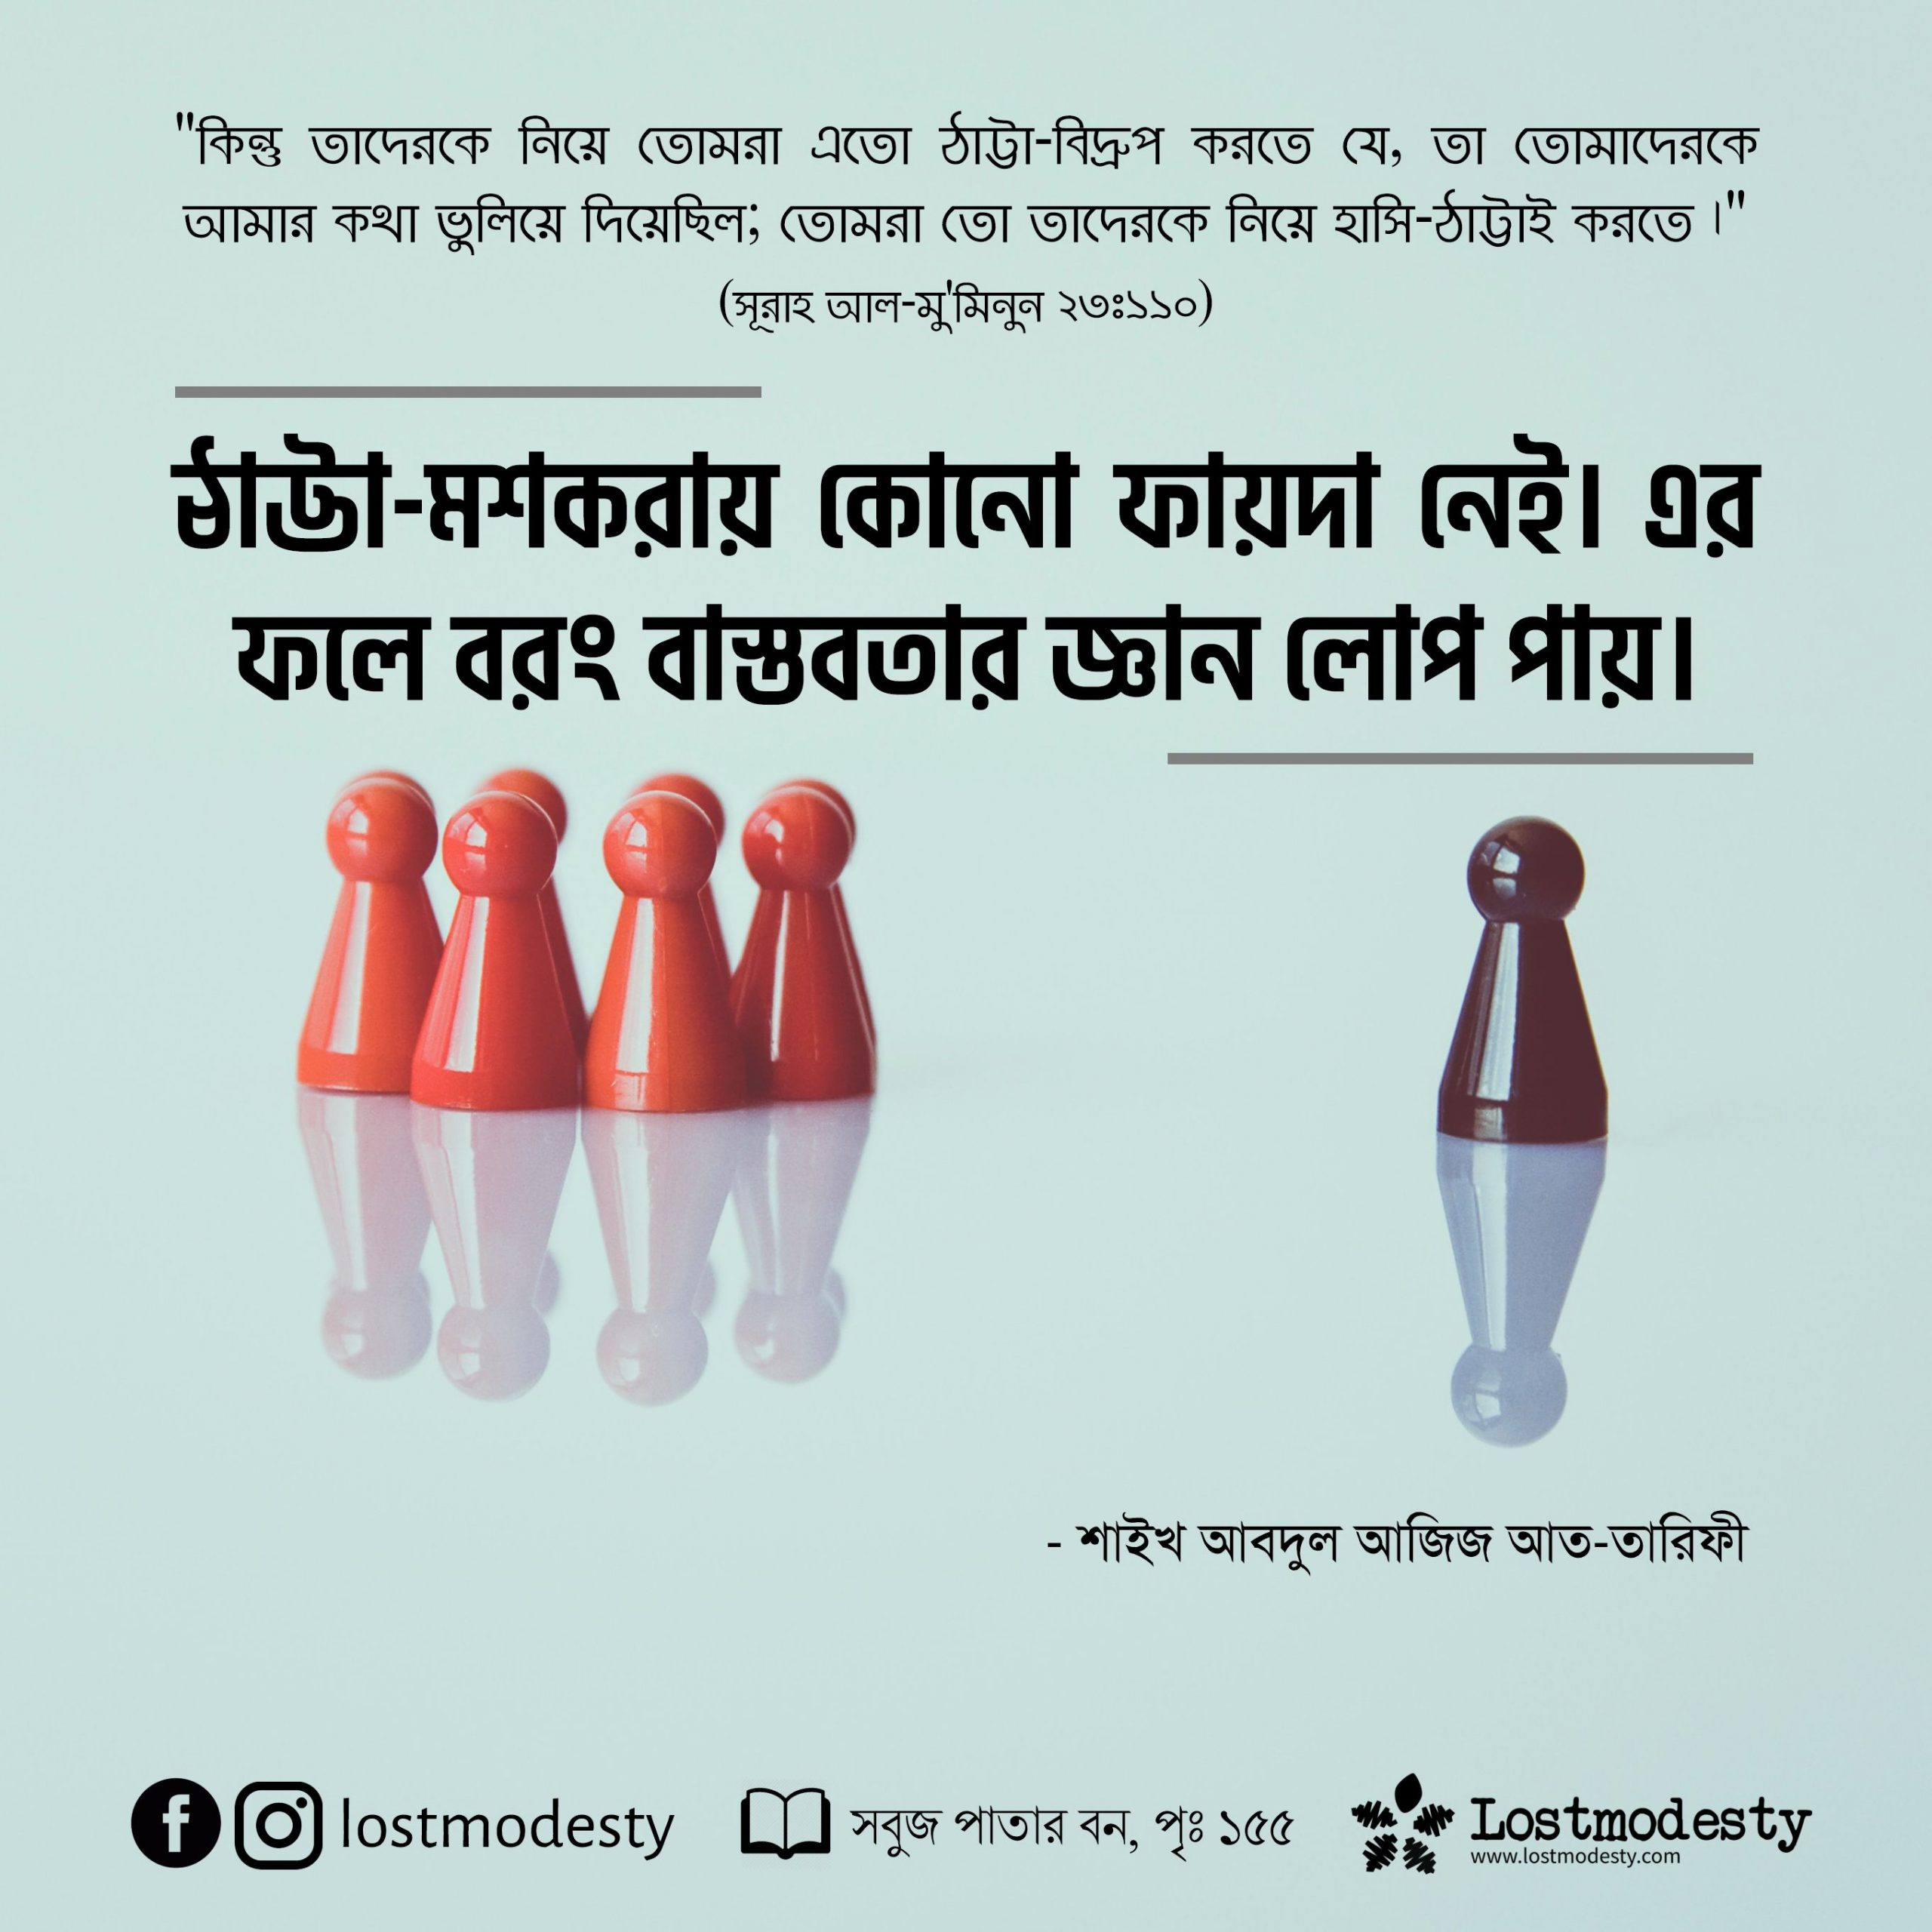 "কিন্তু তাদেরকে নিয়ে তোমরা এতো ঠাট্টা-বিদ্রুপ করতে যে, তা তোমাদেরকে
আমার কথা ভুলিয়ে দিয়েছিল; তোমরা তো তাদেরকে নিয়ে হাসি-ঠাট্টাই করতে।"
(সূরাহ আল-মু'মিনুন ২৩ঃ১১০)
ঠাট্টা-মশকরায় কোনো ফায়দা নেই। এর
ফলে বরং বাস্তবতার জ্ঞান লোপ পায়।
- শাইখ আবদুল আজিজ আত-তারিফী
lostmodesty
সবুজ পাতার বন, পৃঃ ১৫৫
Lostmodesty
www.lostmodesty.com